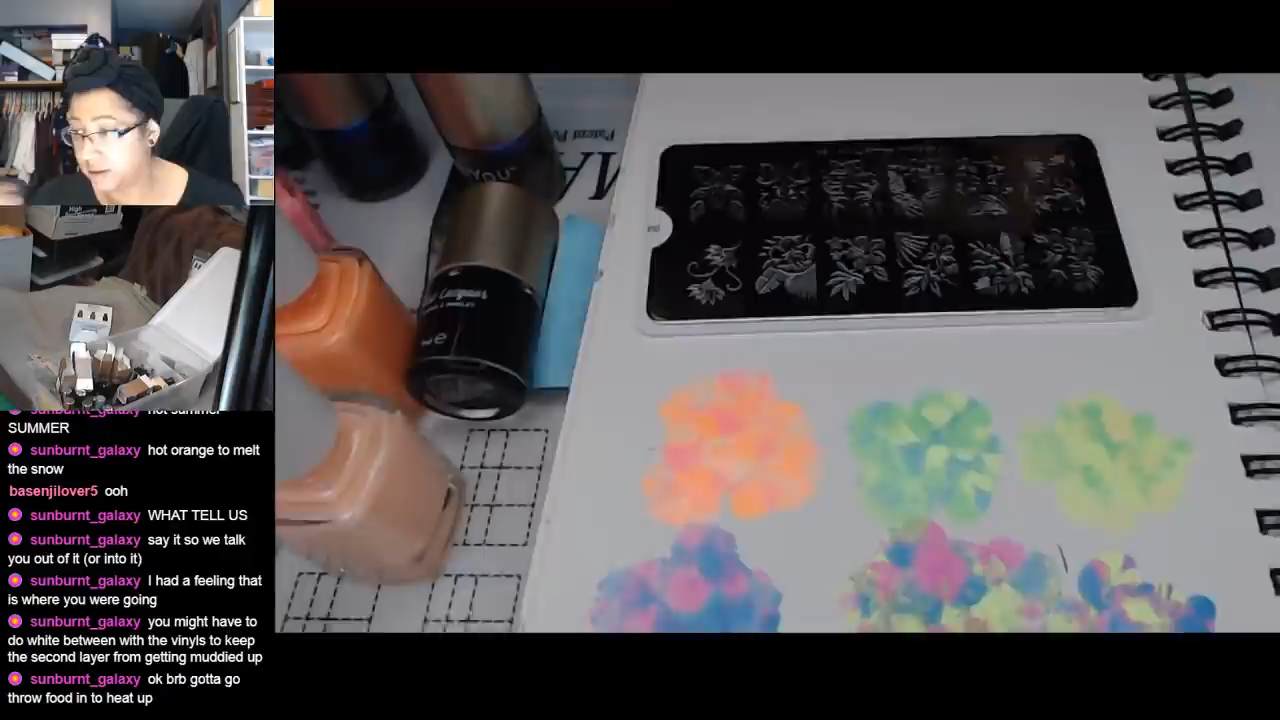 SUMMER
sunburnt_galaxy hot orange to melt
the snow
basenjilover5 ooh
sunburnt_galaxy WHAT TELL US
sunburnt_galaxy say it so we talk
you out of it (or into it)
sunburnt_galaxy I had a feeling that
is where you were going
sunburnt_galaxy you might have to
do white between with the vinyls to keep
the second layer from getting muddied up
sunburnt_galaxy ok brb gotta go
throw food in to heat up
YOU